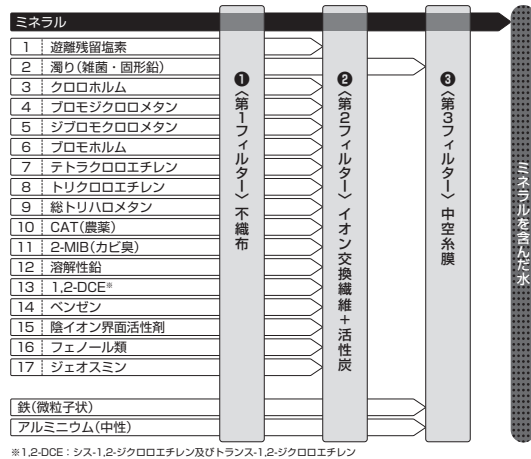 ミネラル
1 遊離残留塩素
2 濁り(雑菌・固形鉛)
3 クロロホルム
4 ブロモジクロロメタン
5 ジブロモクロロメタン
6 ブロモホルム
7 テトラクロロエチレン
8 トリクロロエチレン
9 総トリハロメタン
10 CAT(農薬)
11 2-MIB(カビ臭)
12 溶解性鉛
13 1,2-DCE※
14 ベンゼン
15 陰イオン界面活性剤
16 フェノール類
17 ジェオスミン
鉄(微粒子状)
アルミニウム(中性)
❶〈第1フィルター〉不織布
❷〈第2フィルター〉イオン交換繊維+活性炭
❸〈第3フィルター〉中空糸膜
ミネラルを含んだ水
※1,2-DCE:シス-1,2-ジクロロエチレン及びトランス-1,2-ジクロロエチレン